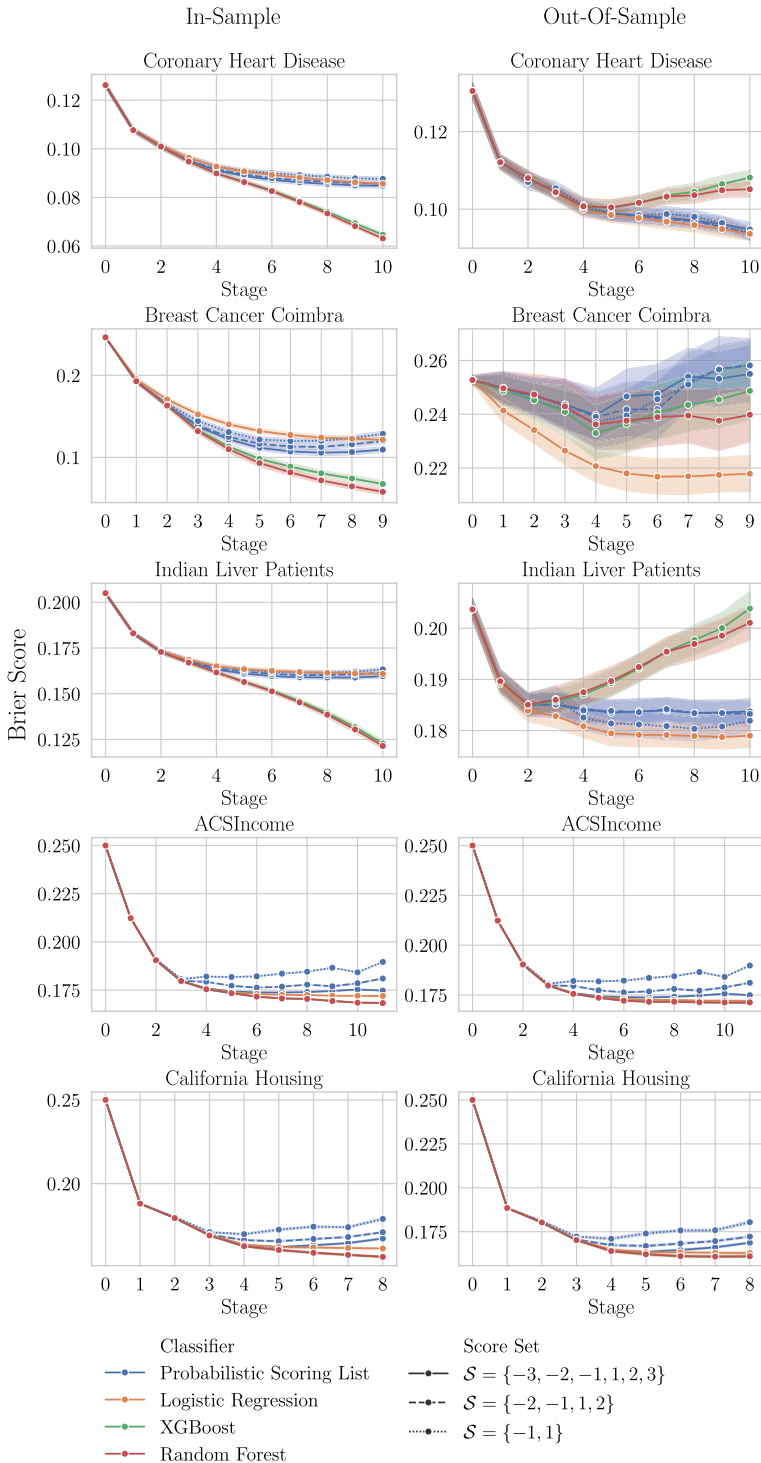 In-Sample
Out-Of-Sample
Coronary Heart Disease
Coronary Heart Disease
0.12
0.10
0.08
0.06
0 2 4 6 8 10
Stage
0.12
0.10
0 2 4 6 8 10
Stage
Breast Cancer Coimbra
Breast Cancer Coimbra
0.2
0.1
0 1 2 3 4 5 6 7 8 9
Stage
0.26
0.24
0.22
0 1 2 3 4 5 6 7 8 9
Stage
Indian Liver Patients
Indian Liver Patients
Brier Score
0.200
0.175
0.150
0.125
0 2 4 6 8 10
Stage
0.20
0.19
0.18
0 2 4 6 8 10
Stage
ACSIncome
ACSIncome
0.250
0.225
0.200
0.175
0 2 4 6 8 10
Stage
0.250
0.225
0.200
0.175
0 2 4 6 8 10
Stage
California Housing
California Housing
0.25
0.20
0 1 2 3 4 5 6 7 8
Stage
0.250
0.225
0.200
0.175
0 1 2 3 4 5 6 7 8
Stage
Classifier
Probabilistic Scoring List
Logistic Regression
XGBoost
Random Forest
Score Set
𝒮 = {−3, −2, −1, 1, 2, 3}
𝒮 = {−2, −1, 1, 2}
𝒮 = {−1, 1}